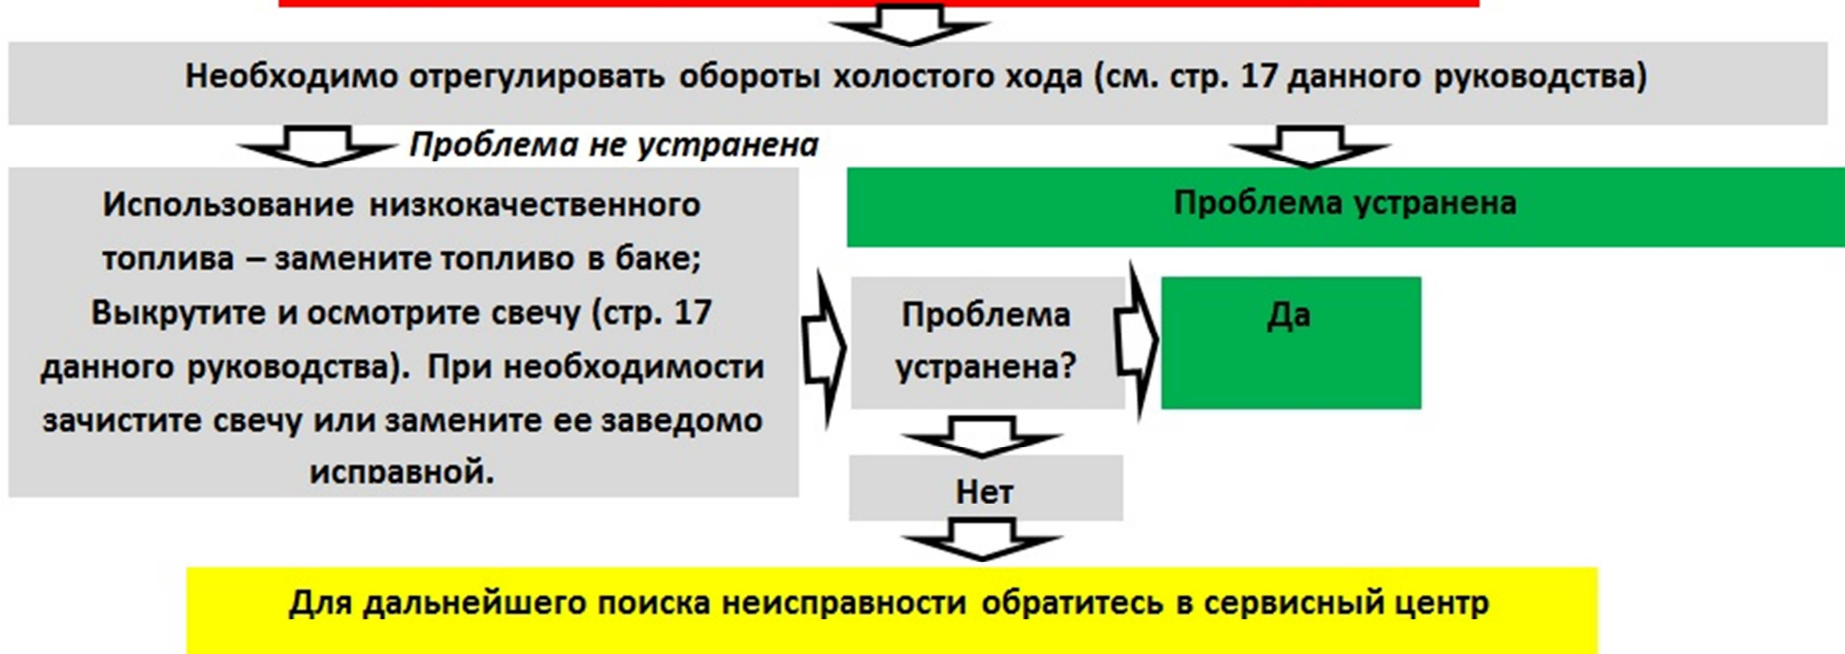 Необходимо отрегулировать обороты холостого хода (см. стр. 17 данного руководства)
Проблема не устранена
Использование низкокачественного
топлива – замените топливо в баке;
Выкрутите и осмотрите свечу (стр. 17
данного руководства). При необходимости
зачистите свечу или замените ее заведомо
исправной.
Проблема устранена
Проблема
устранена?
Да
Нет
Для дальнейшего поиска неисправности обратитесь в сервисный центр